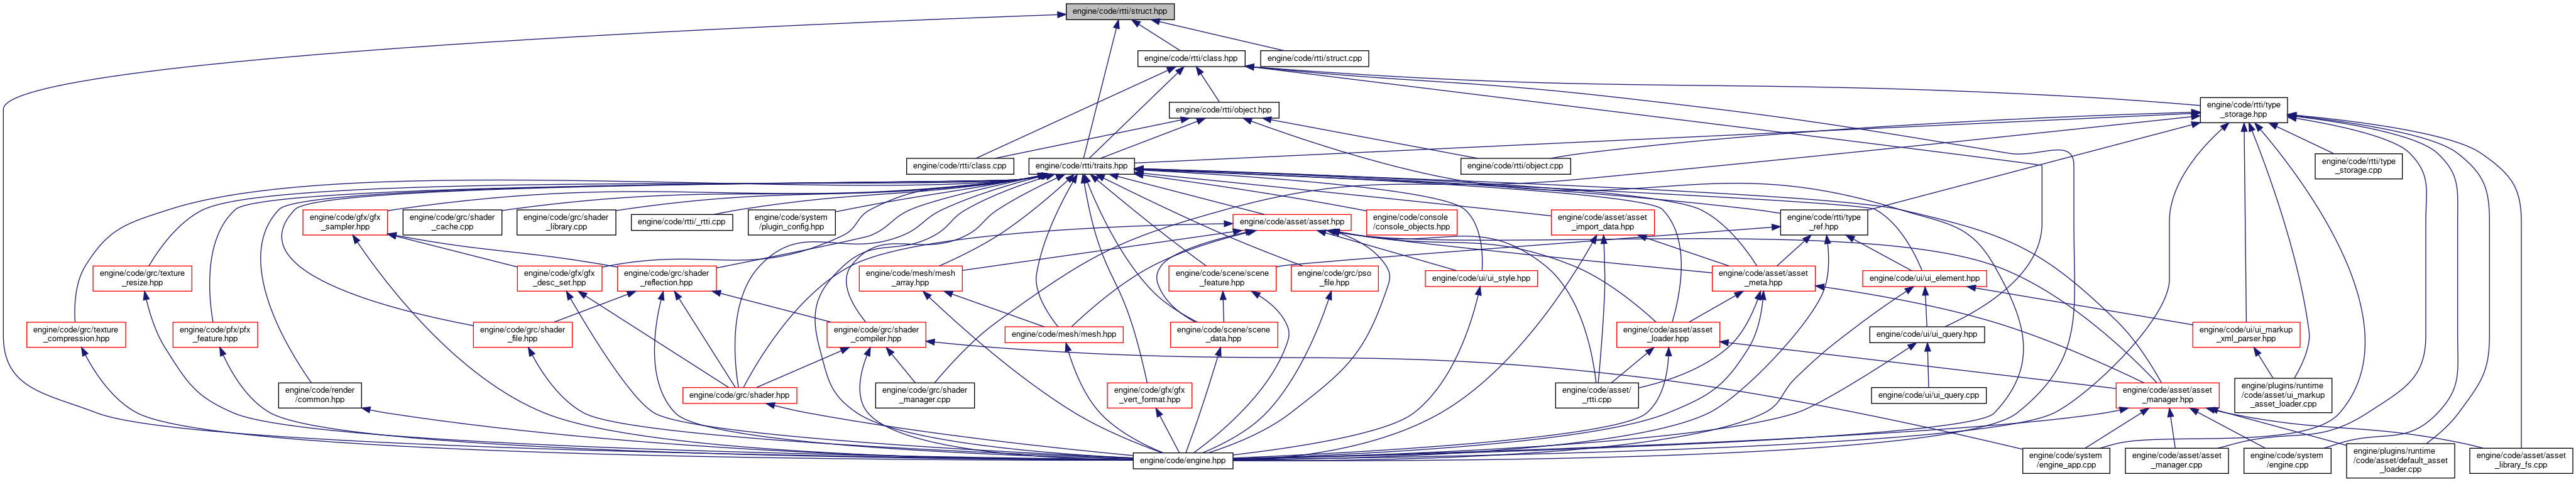 engine/code/rtti/struct.hpp
engine/code/rtti/class.hpp
engine/code/rtti/struct.cpp
engine/code/rtti/object.hpp
engine/code/rtti/type
_storage.hpp
engine/code/rtti/class.cpp
engine/code/rtti/traits.hpp
engine/code/rtti/object.cpp
engine/code/rtti/type
_storage.cpp
engine/code/gfx/gfx
_sampler.hpp
engine/code/grc/shader
_cache.cpp
engine/code/grc/shader
_library.cpp
engine/code/rtti/_rtti.cpp
engine/code/system
/plugin_config.hpp
engine/code/asset/asset.hpp
engine/code/console
/console_objects.hpp
engine/code/asset/asset
_import_data.hpp
engine/code/rtti/type
_ref.hpp
engine/code/grc/texture
_resize.hpp
engine/code/gfx/gfx
_desc_set.hpp
engine/code/grc/shader
_reflection.hpp
engine/code/mesh/mesh
_array.hpp
engine/code/scene/scene
_feature.hpp
engine/code/grc/pso
_file.hpp
engine/code/ui/ui_style.hpp
engine/code/asset/asset
_meta.hpp
engine/code/ui/ui_element.hpp
engine/code/grc/texture
_compression.hpp
engine/code/pfx/pfx
_feature.hpp
engine/code/grc/shader
_file.hpp
engine/code/grc/shader
_compiler.hpp
engine/code/mesh/mesh.hpp
engine/code/scene/scene
_data.hpp
engine/code/asset/asset
_loader.hpp
engine/code/ui/ui_query.hpp
engine/code/ui/ui_markup
_xml_parser.hpp
engine/code/render
/common.hpp
engine/code/grc/shader.hpp
engine/code/grc/shader
_manager.cpp
engine/code/gfx/gfx
_vert_format.hpp
engine/code/asset/
_rtti.cpp
engine/code/ui/ui_query.cpp
engine/code/asset/asset
_manager.hpp
engine/plugins/runtime
/code/asset/ui_markup
_asset_loader.cpp
engine/code/engine.hpp
engine/code/system
/engine_app.cpp
engine/code/asset/asset
_manager.cpp
engine/code/system
/engine.cpp
engine/plugins/runtime
/code/asset/default_asset
_loader.cpp
engine/code/asset/asset
_library_fs.cpp